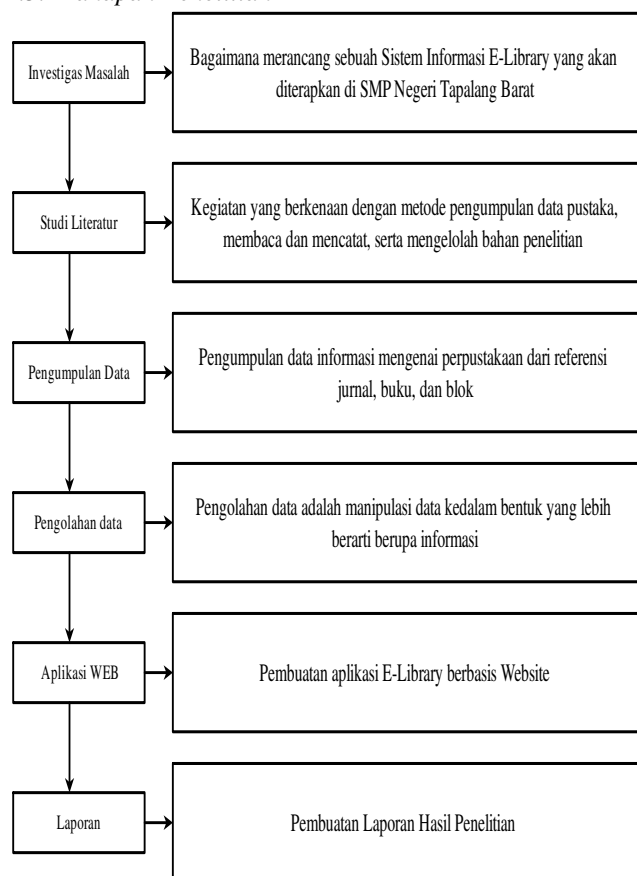 Investigas Masalah
Bagaimana merancang sebuah Sistem Informasi E-Library yang akan
diterapkan di SMP Negeri Tapalang Barat
Studi Literatur
Kegiatan yang berkenaan dengan metode pengumpulan data pustaka,
membaca dan mencatat, serta mengelolah bahan penelitian
Pengumpulan Data
Pengumpulan data informasi mengenai perpustakaan dari referensi
jurnal, buku, dan blok
Pengolahan data
Pengolahan data adalah manipulasi data kedalam bentuk yang lebih
berarti berupa informasi
Aplikasi WEB
Pembuatan aplikasi E-Library berbasis Website
Laporan
Pembuatan Laporan Hasil Penelitian